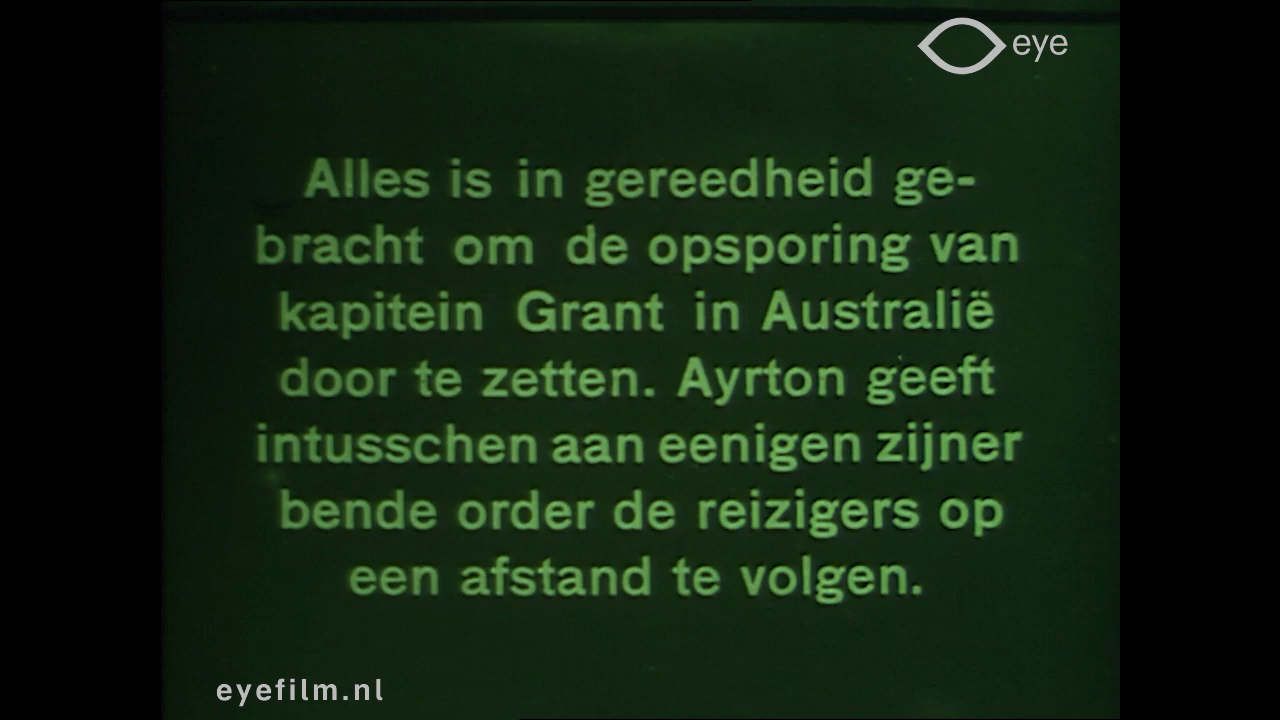 eye
Alles is in gereedheid ge-
bracht om de opsporing van
kapitein Grant in Australië
door te zetten. Ayrton geeft
intusschen aan eenigen zijner
bende order de reizigers op
een afstand te volgen.
eyefilm.nl